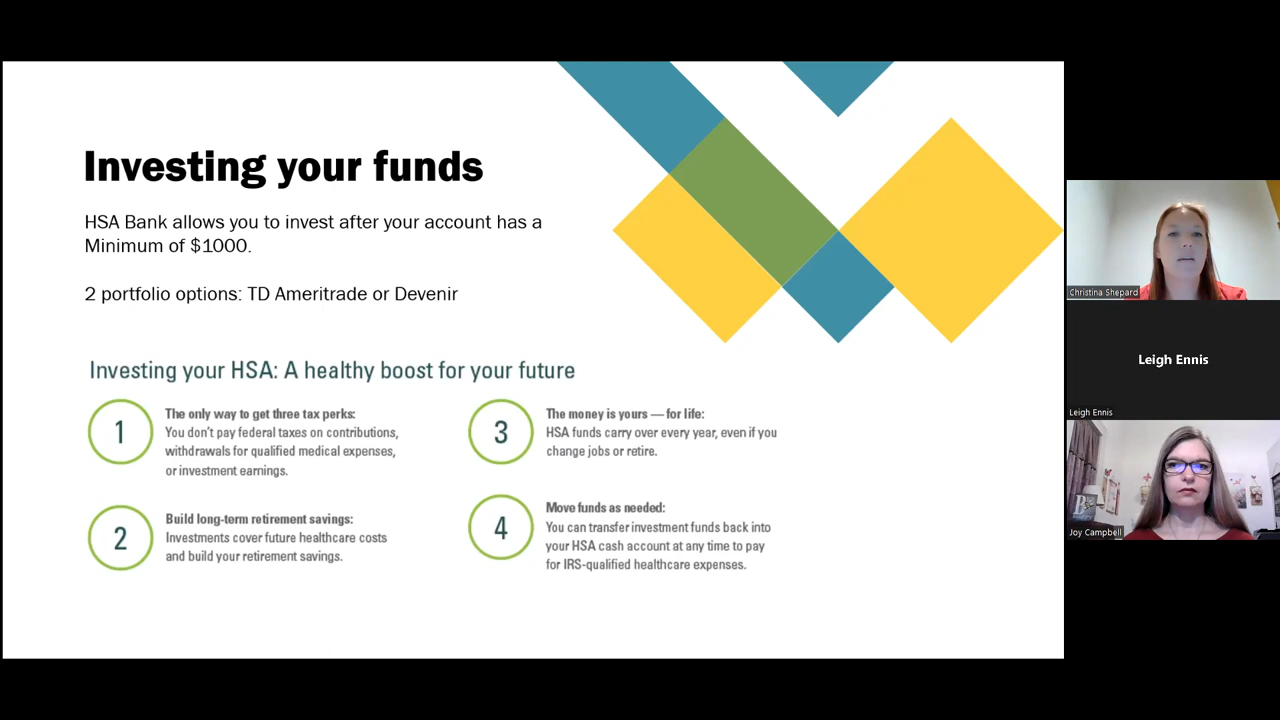 Investing your funds
HSA Bank allows you to invest after your account has a
Minimum of $1000.
2 portfolio options: TD Ameritrade or Devenir
Investing your HSA: A healthy boost for your future
1
The only way to get three tax perks:
You don't pay federal taxes on contributions,
withdrawals for qualified medical expenses,
or investment earnings.
2
Build long-term retirement savings:
Investments cover future healthcare costs
and build your retirement savings.
3
The money is yours — for life:
HSA funds carry over every year, even if you
change jobs or retire.
4
Move funds as needed:
You can transfer investment funds back into
your HSA cash account at any time to pay
for IRS-qualified healthcare expenses.
Christina Shepard
Leigh Ennis
Leigh Ennis
Joy Campbell